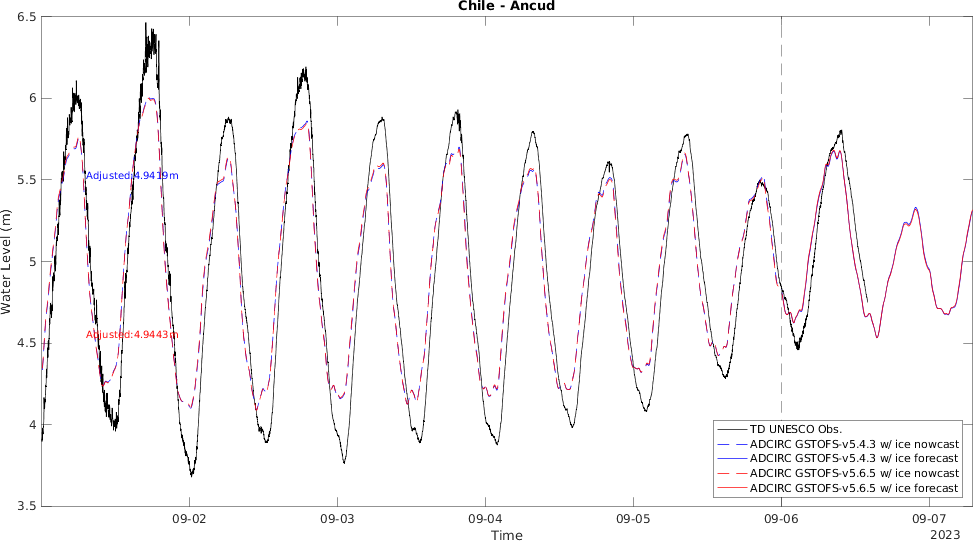 Chile - Ancud
6.5
6
5.5
5
4.5
4
3.5
Water Level (m)
Adjusted:4.9419m
Adjusted:4.9443m
TD UNESCO Obs.
ADCIRC GSTOFS-v5.4.3 w/ ice nowcast
ADCIRC GSTOFS-v5.4.3 w/ ice forecast
ADCIRC GSTOFS-v5.6.5 w/ ice nowcast
ADCIRC GSTOFS-v5.6.5 w/ ice forecast
09-02 09-03 09-04 09-05 09-06 09-07
Time
2023